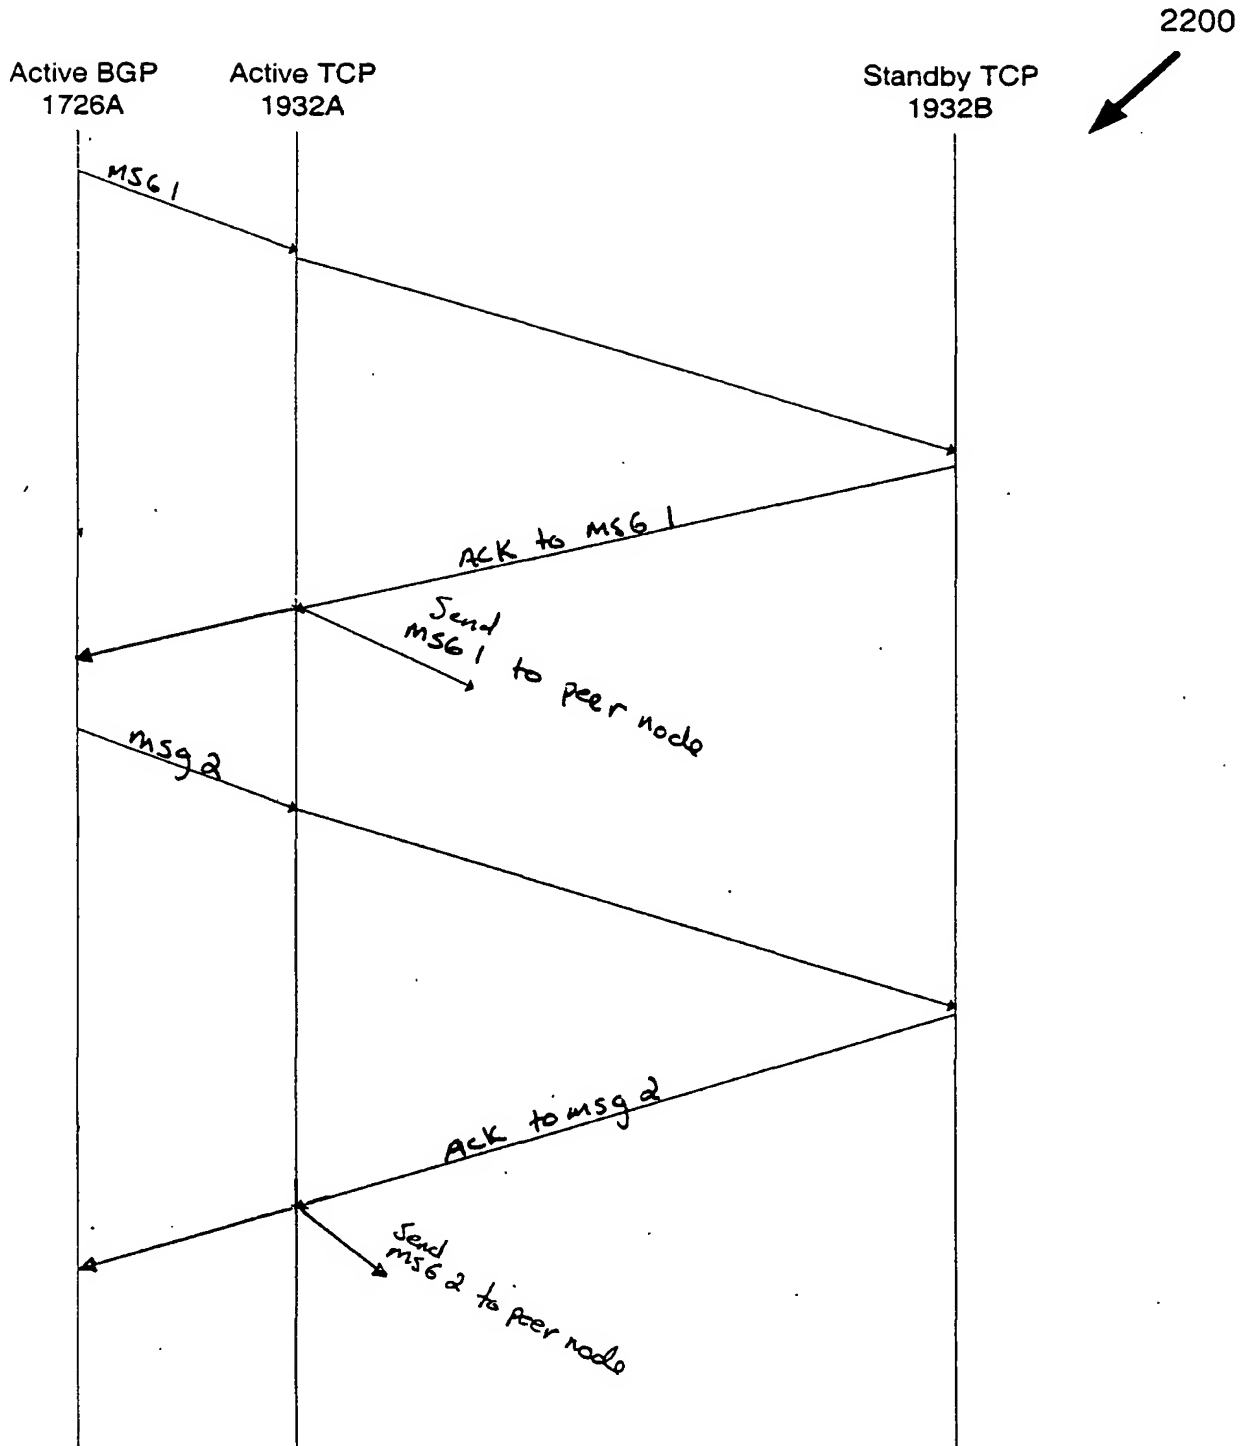 2200
Active BGP
1726A
Active TCP
1932A
Standby TCP
1932B
MSG 1
ACK to MSG 1
Send
MSG 1 to peer node
msg 2
ACK to msg 2
Send
MSG 2 to peer node